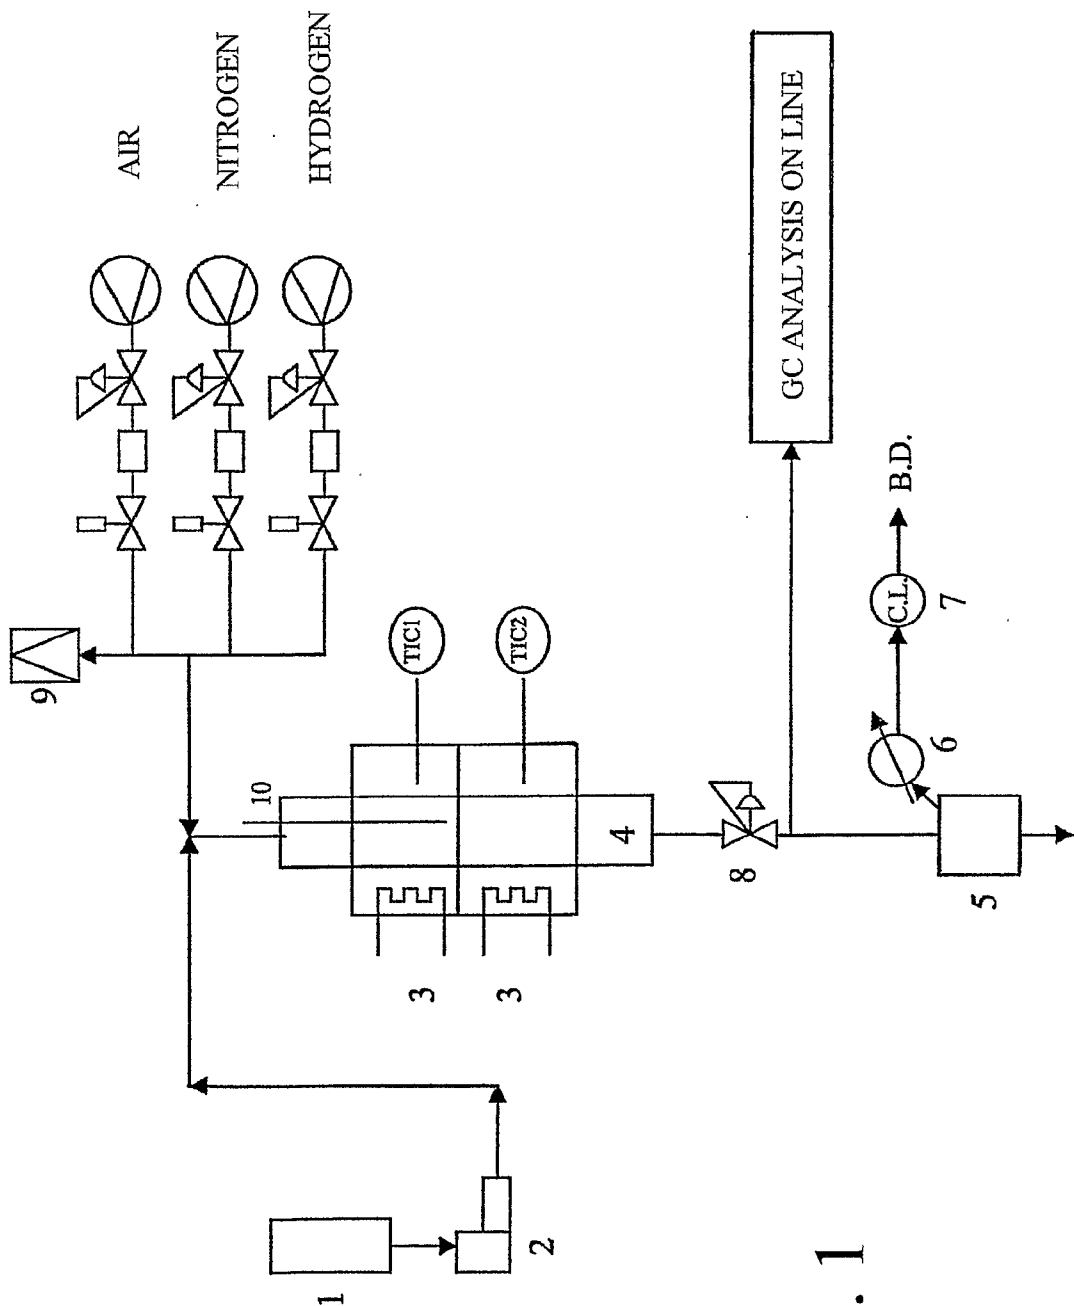 AIR
NITROGEN
HYDROGEN
9
10
TIC1
TIC2
3
3
4
8
GC ANALYSIS ON LINE
B.D.
C.L.
7
6
5
1
2
. 1